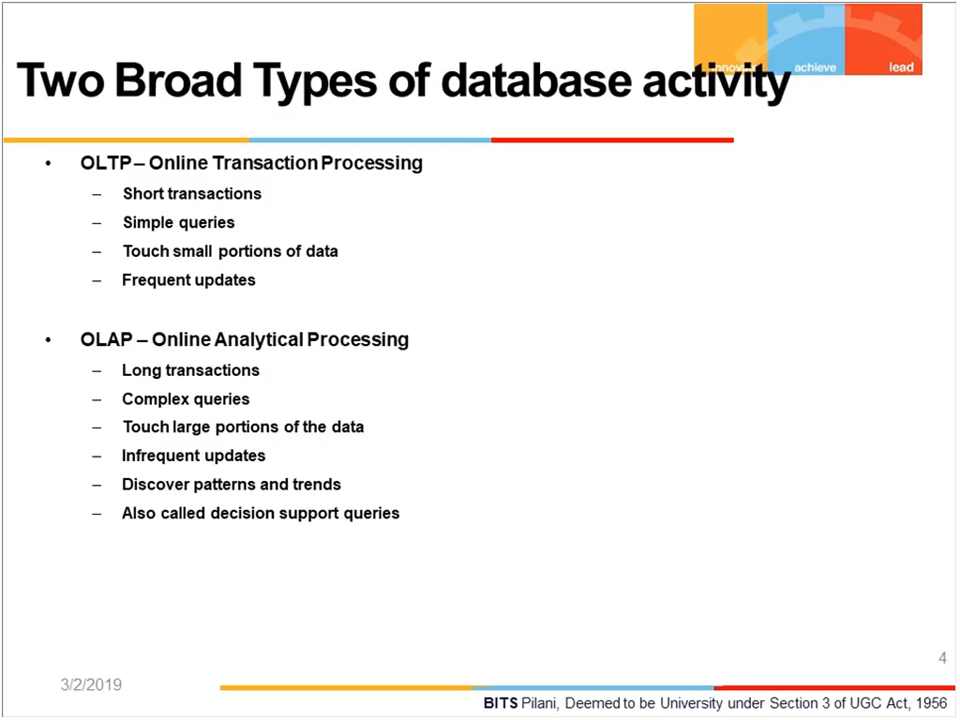 achieve lead
Two Broad Types of database activity
• OLTP – Online Transaction Processing
– Short transactions
– Simple queries
– Touch small portions of data
– Frequent updates
• OLAP – Online Analytical Processing
– Long transactions
– Complex queries
– Touch large portions of the data
– Infrequent updates
– Discover patterns and trends
– Also called decision support queries
4
3/2/2019
BITS Pilani, Deemed to be University under Section 3 of UGC Act, 1956